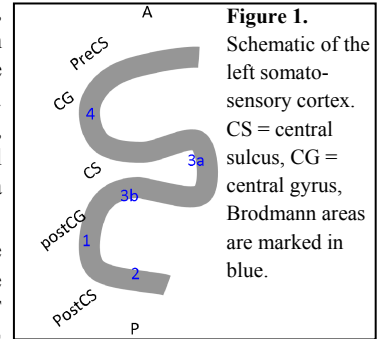 A
PreCS
CG
4
CS
3a
3b
postCG
1
2
PostCS
P
Figure 1.
Schematic of the
left somato-
sensory cortex.
CS = central
sulcus, CG =
central gyrus,
Brodmann areas
are marked in
blue.